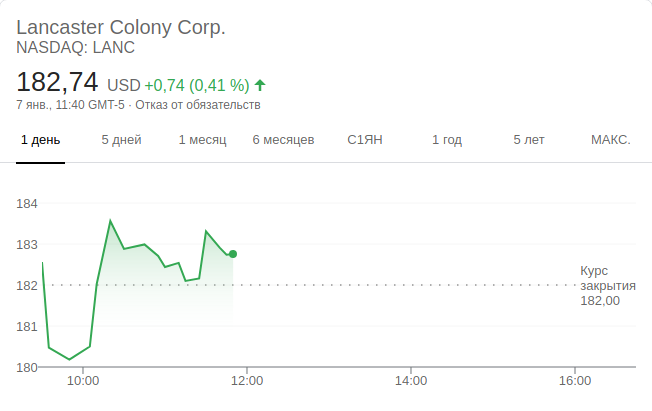 Lancaster Colony Corp.
NASDAQ: LANC
182,74 USD +0,74 (0,41 %)
7 янв., 11:40 GMT-5 · Отказ от обязательств
1 день 5 дней 1 месяц 6 месяцев С1ЯН 1 год 5 лет МАКС.
184
183
182
181
180
Курс
закрытия
182,00
10:00 12:00 14:00 16:00